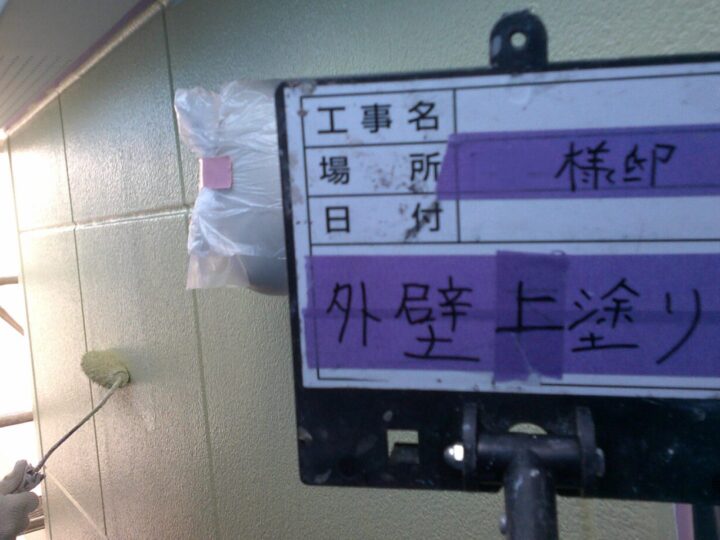 工事名
場所 様邸
日付
外壁上塗り